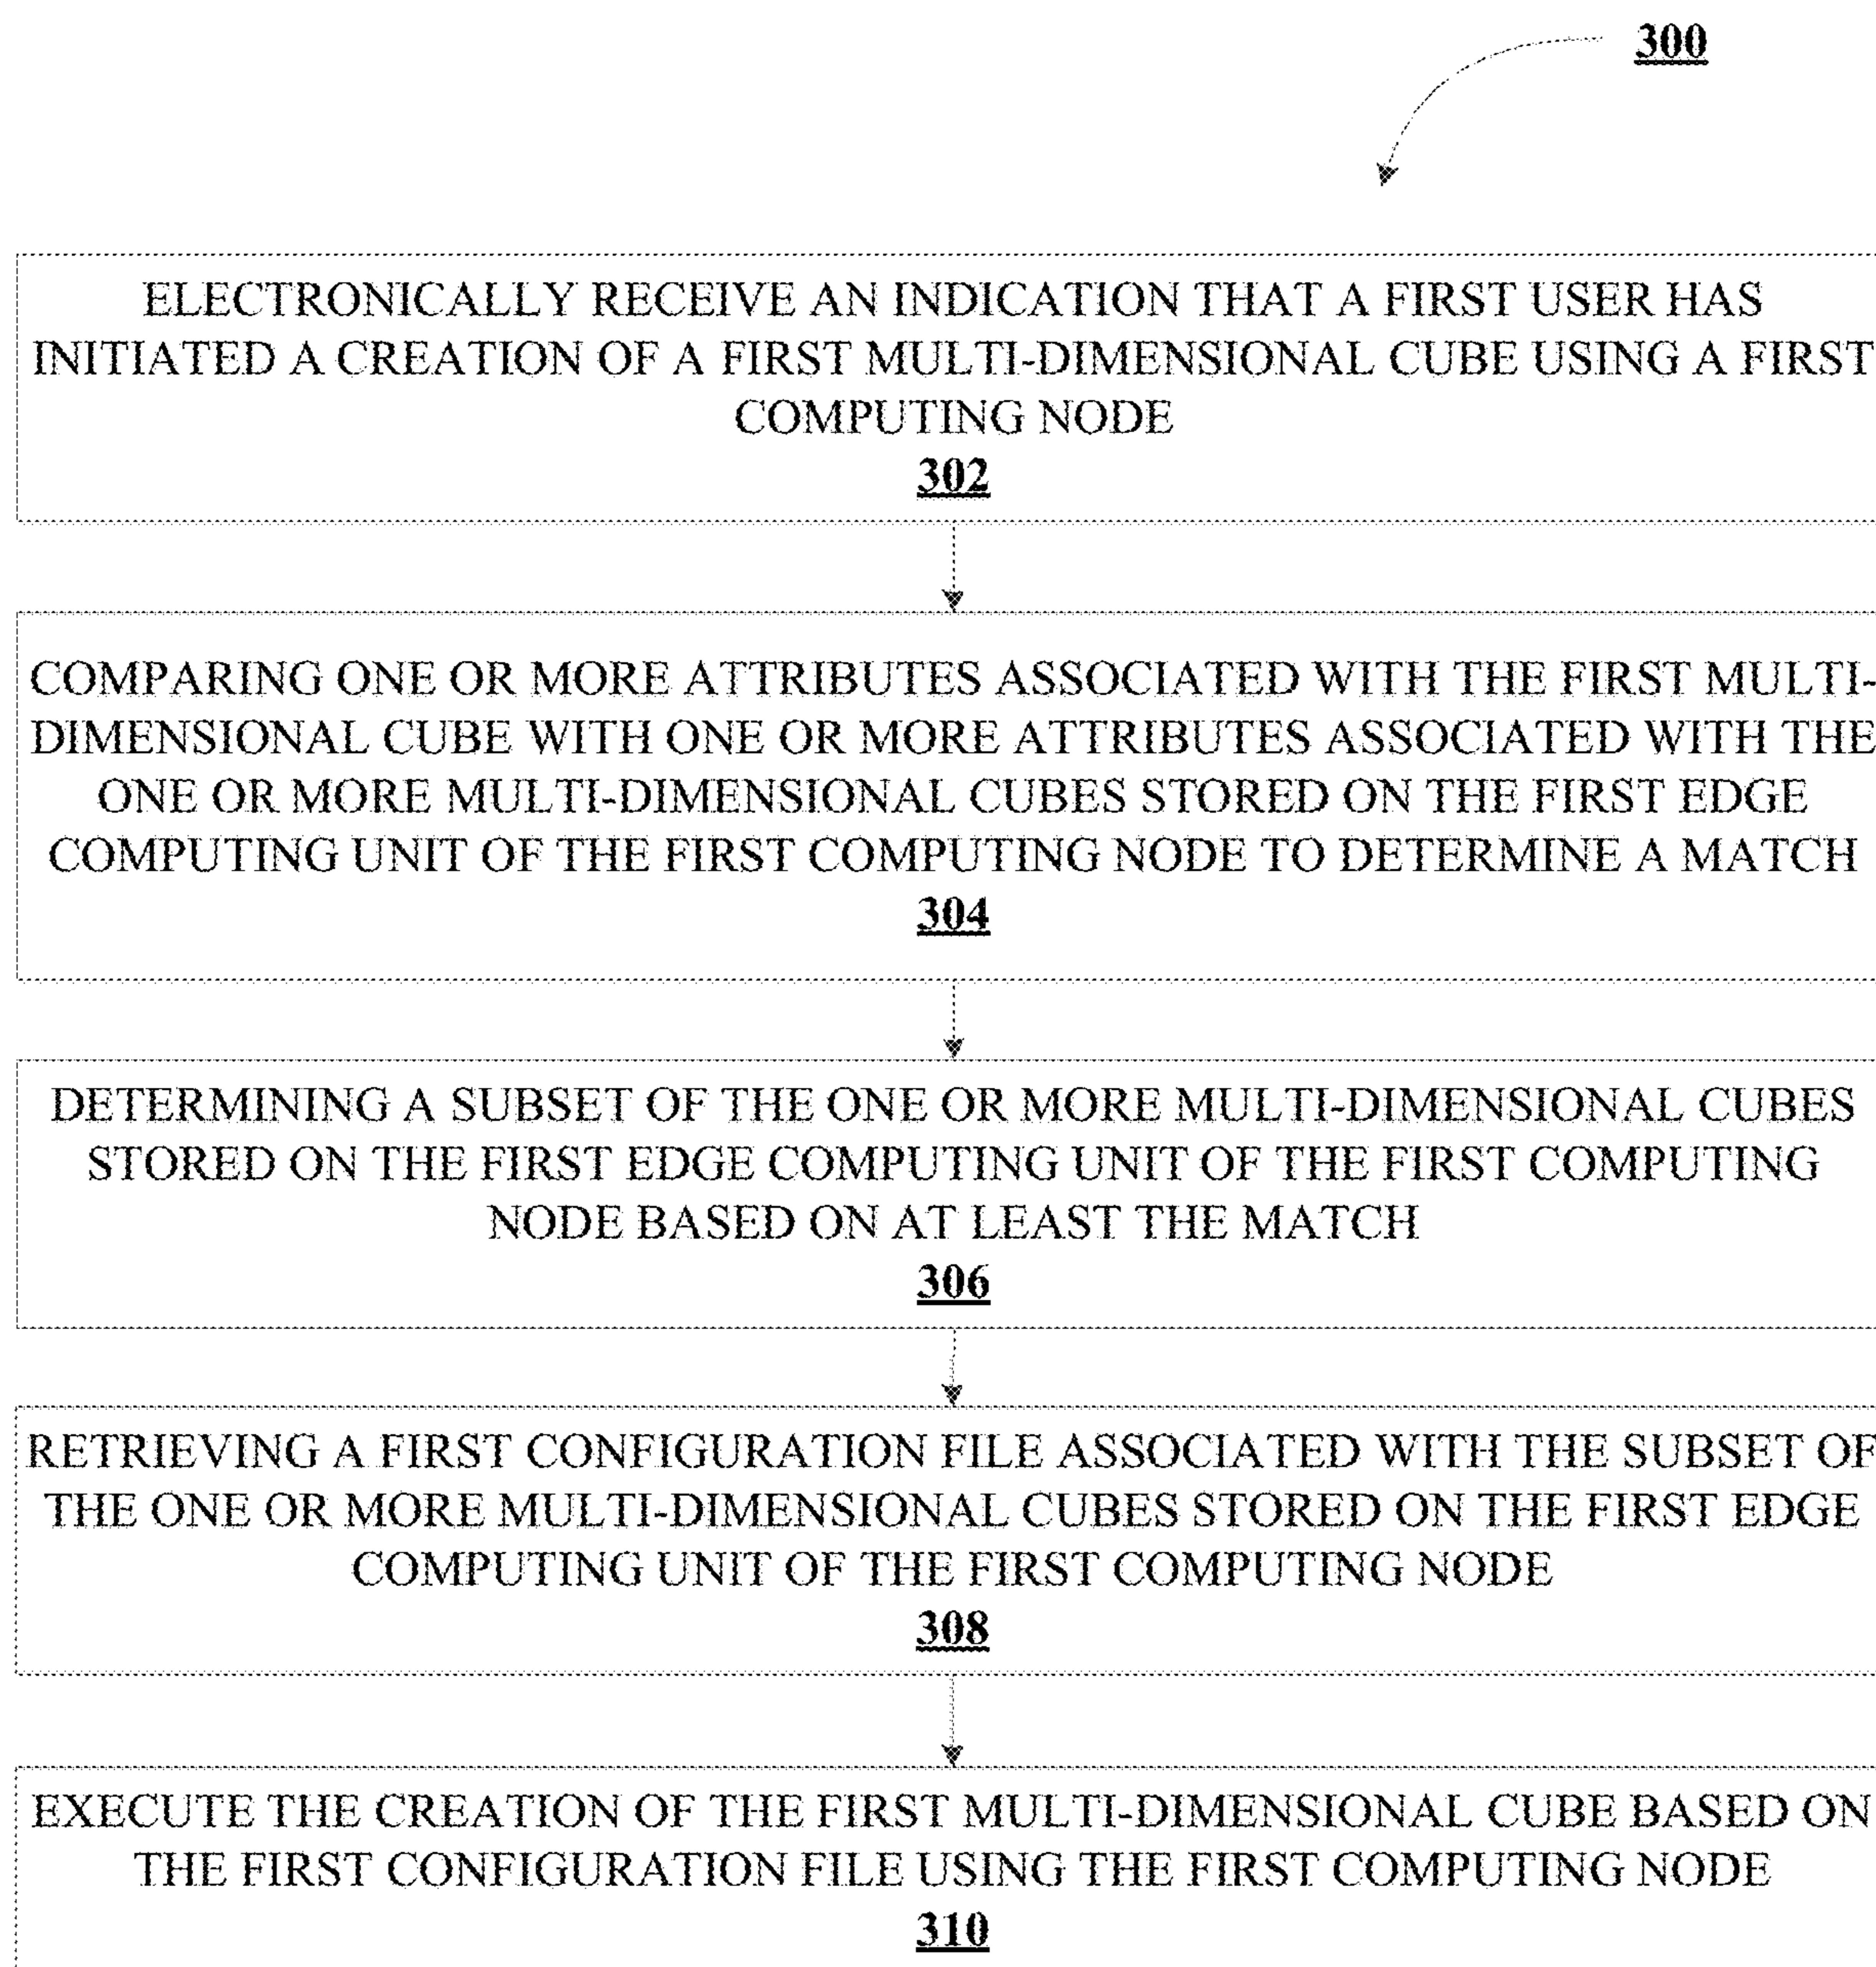 300
ELECTRONICALLY RECEIVE AN INDICATION THAT A FIRST USER HAS
INITIATED A CREATION OF A FIRST MULTI-DIMENSIONAL CUBE USING A FIRST
COMPUTING NODE
302
COMPARING ONE OR MORE ATTRIBUTES ASSOCIATED WITH THE FIRST MULTI-
DIMENSIONAL CUBE WITH ONE OR MORE ATTRIBUTES ASSOCIATED WITH THE
ONE OR MORE MULTI-DIMENSIONAL CUBES STORED ON THE FIRST EDGE
COMPUTING UNIT OF THE FIRST COMPUTING NODE TO DETERMINE A MATCH
304
DETERMINING A SUBSET OF THE ONE OR MORE MULTI-DIMENSIONAL CUBES
STORED ON THE FIRST EDGE COMPUTING UNIT OF THE FIRST COMPUTING
NODE BASED ON AT LEAST THE MATCH
306
RETRIEVING A FIRST CONFIGURATION FILE ASSOCIATED WITH THE SUBSET OF
THE ONE OR MORE MULTI-DIMENSIONAL CUBES STORED ON THE FIRST EDGE
COMPUTING UNIT OF THE FIRST COMPUTING NODE
308
EXECUTE THE CREATION OF THE FIRST MULTI-DIMENSIONAL CUBE BASED ON
THE FIRST CONFIGURATION FILE USING THE FIRST COMPUTING NODE
310